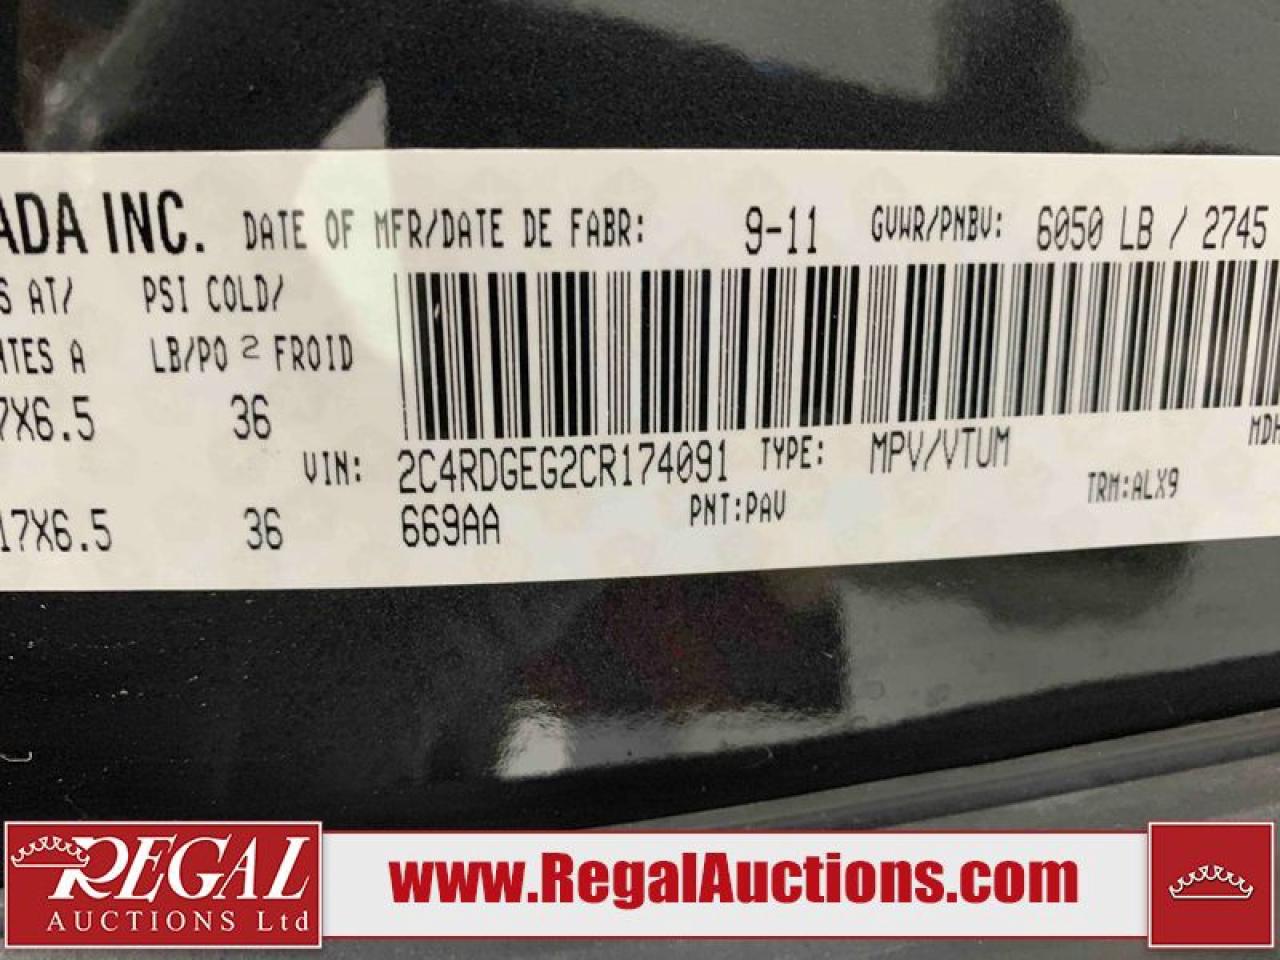 ADA INC. DATE OF MFR/DATE DE FABR: 9-11 GVWR/PNBV: 6050 LB / 2745
S AT/ PSI COLD/
ATES A LB/PO 2 FROID
7X6.5 36
VIN: 2C4RDGEG2CR174091 TYPE: MPV/VTUM MDH
17X6.5 36 669AA PNT:PAV TRM:ALX9
REGAL
AUCTIONS Ltd
www.RegalAuctions.com